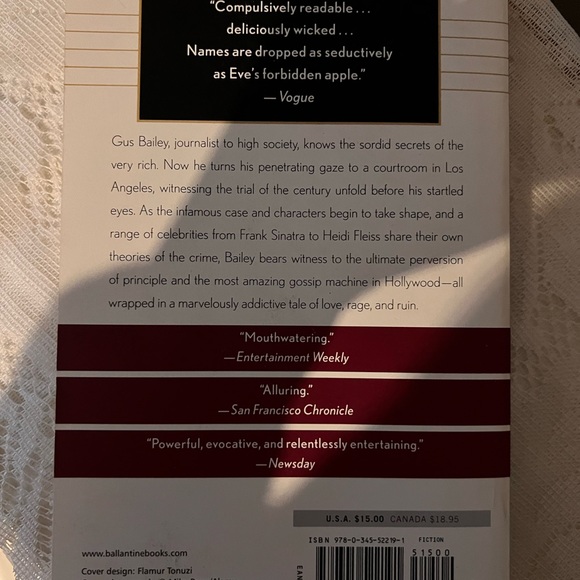 "Compulsively readable . . .
deliciously wicked . . .
Names are dropped as seductively
as Eve's forbidden apple."
— Vogue
Gus Bailey, journalist to high society, knows the sordid secrets of the
very rich. Now he turns his penetrating gaze to a courtroom in Los
Angeles, witnessing the trial of the century unfold before his startled
eyes. As the infamous case and characters begin to take shape, and a
range of celebrities from Frank Sinatra to Heidi Fleiss share their own
theories of the crime, Bailey bears witness to the ultimate perversion
of principle and the most amazing gossip machine in Hollywood—all
wrapped in a marvelously addictive tale of love, rage, and ruin.
"Mouthwatering."
—Entertainment Weekly
"Alluring."
—San Francisco Chronicle
"Powerful, evocative, and relentlessly entertaining."
—Newsday
U.S.A. $15.00 CANADA $18.95
ISBN 978-0-345-52219-1 FICTION
51500
EAN
www.ballantinebooks.com
Cover design: Flamur Tonuzi